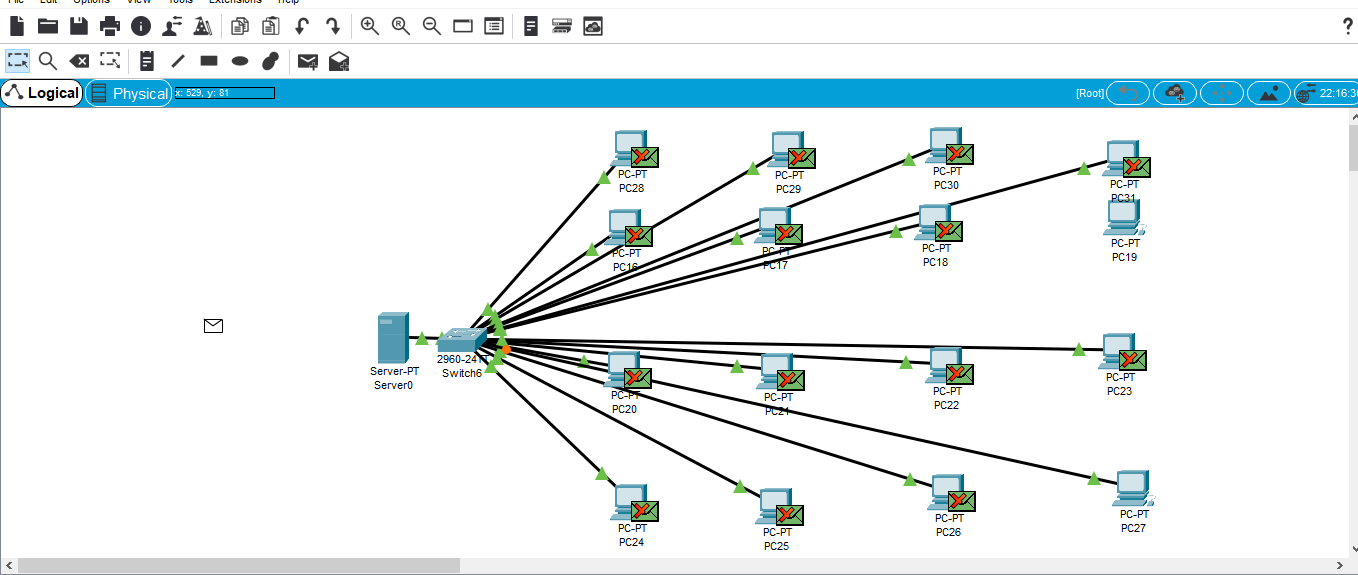 File Edit Options View Tools Extensions Help
?
Logical
Physical
x: 529, y: 81
[Root]
22:16:30
PC-PT
PC28
PC-PT
PC29
PC-PT
PC30
PC-PT
PC31
PC-PT
PC16
PC-PT
PC17
PC-PT
PC18
PC-PT
PC19
Server-PT
Server0
2960-24TT
Switch6
PC-PT
PC20
PC-PT
PC21
PC-PT
PC22
PC-PT
PC23
PC-PT
PC24
PC-PT
PC25
PC-PT
PC26
PC-PT
PC27